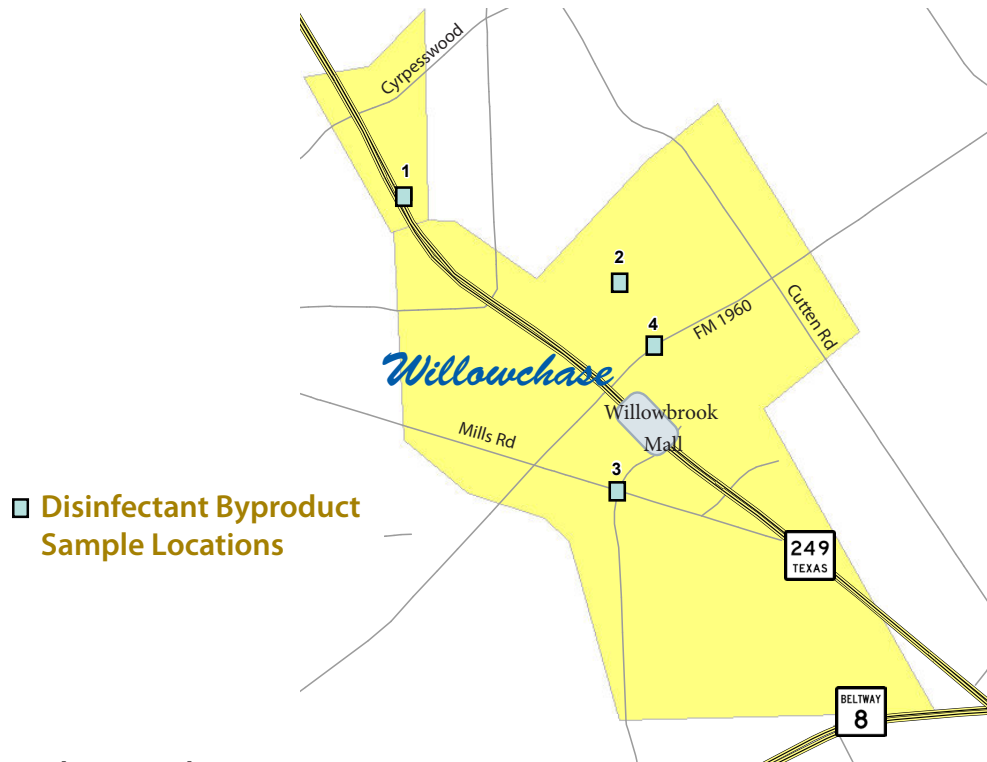 Cyrpesswood
1
2
4
FM 1960
Cutten Rd
Willowchase
Willowbrook
Mall
Mills Rd
3
Disinfectant Byproduct
Sample Locations
249
TEXAS
BELTWAY
8